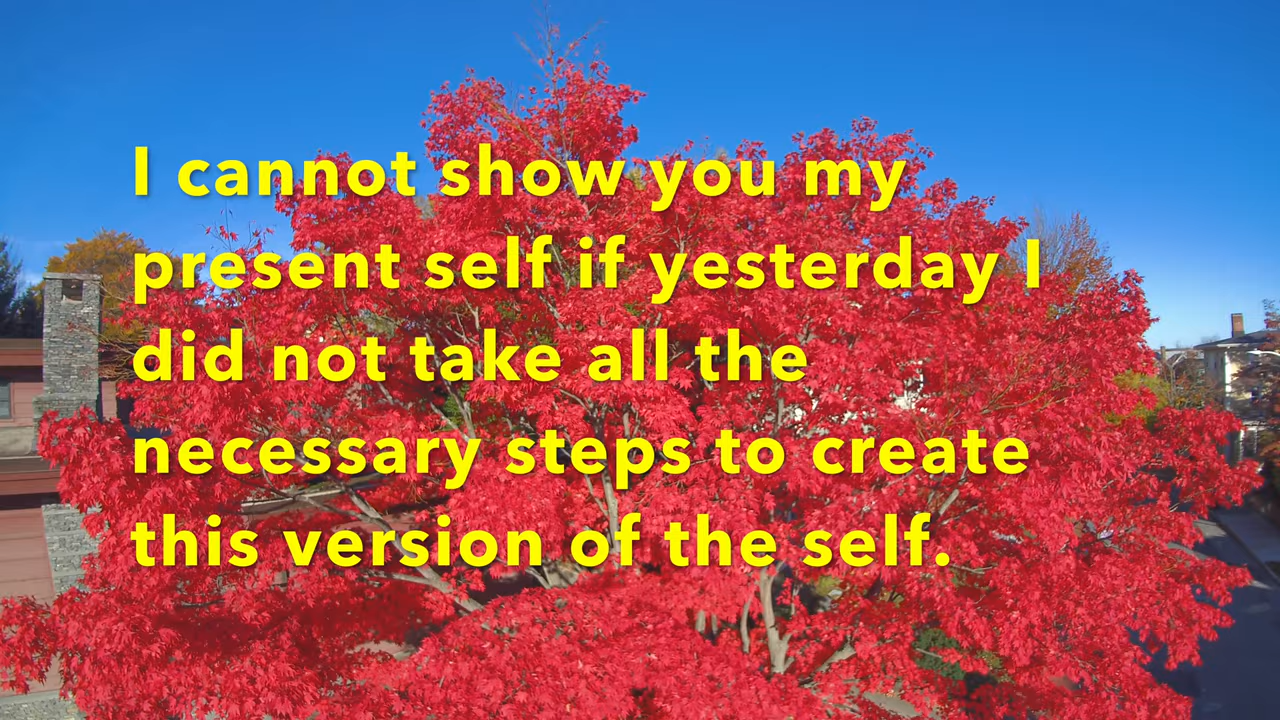 I cannot show you my
present self if yesterday I
did not take all the
necessary steps to create
this version of the self.